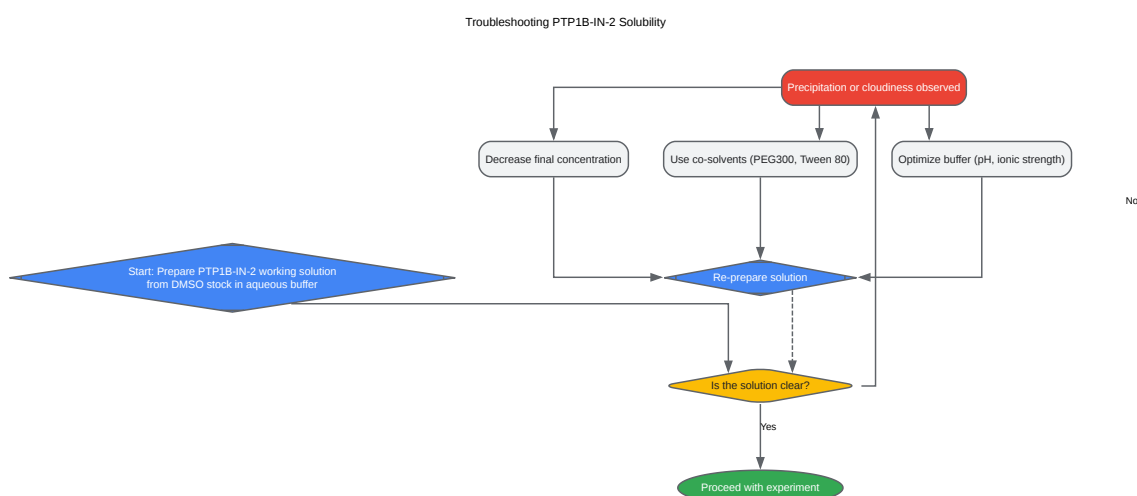 Troubleshooting PTP1B-IN-2 Solubility
Precipitation or cloudiness observed
Decrease final concentration
Use co-solvents (PEG300, Tween 80)
Optimize buffer (pH, ionic strength)
No
Start: Prepare PTP1B-IN-2 working solution
from DMSO stock in aqueous buffer
Re-prepare solution
Is the solution clear?
Yes
Proceed with experiment